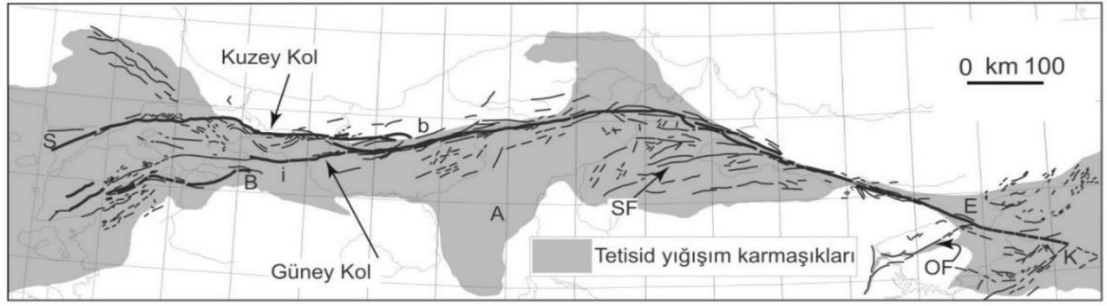 Kuzey Kol
0 km 100
S
b
B
i
A
SF
E
Güney Kol
Tetisid yığışım karmaşıkları
OF
K